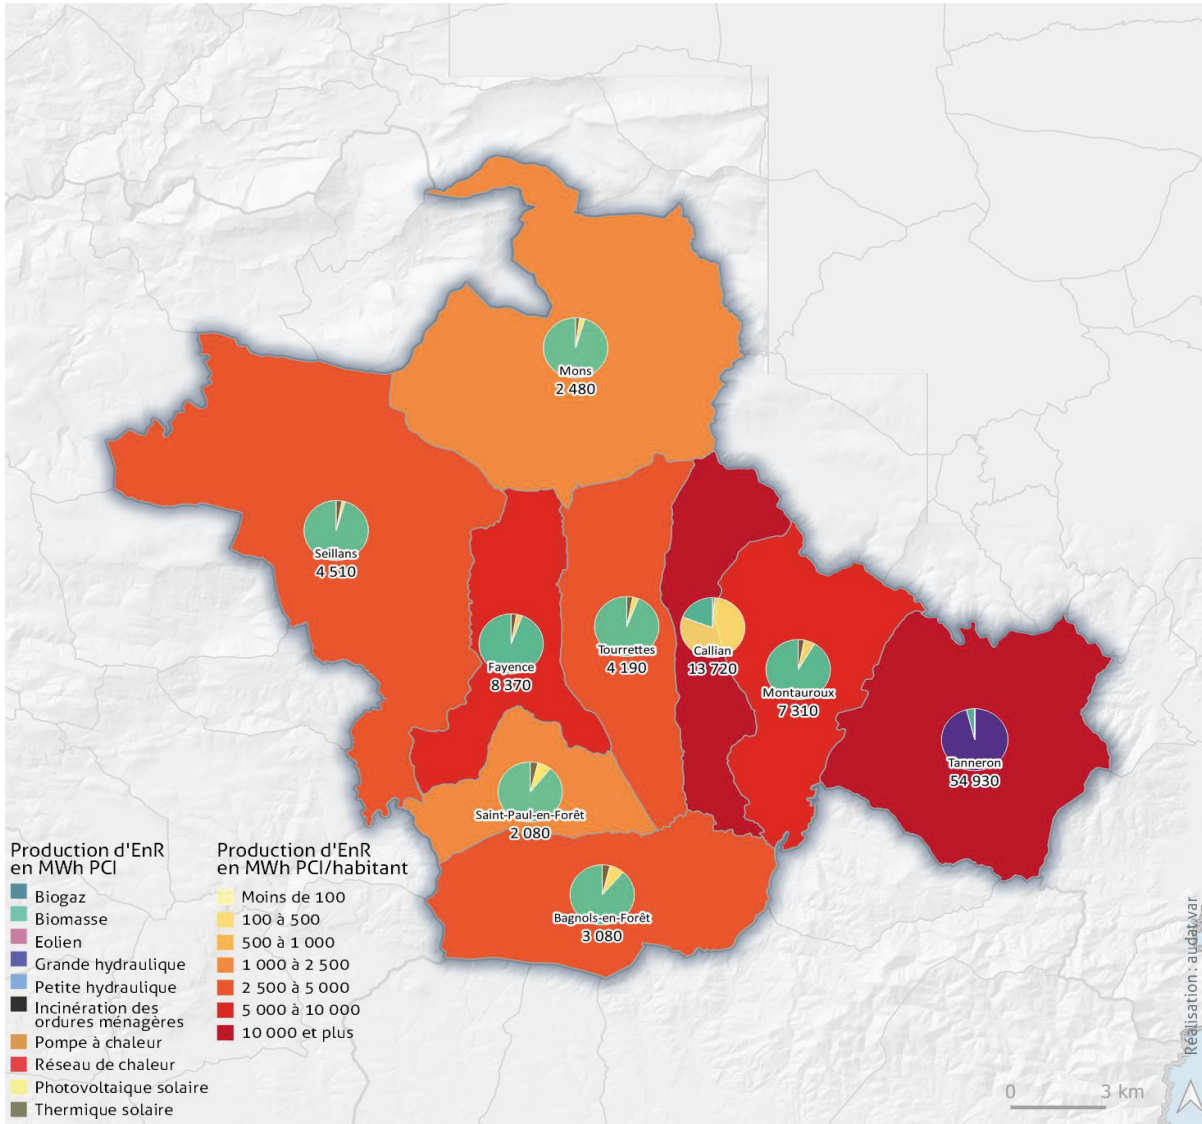 Mons
2 480
Seillans
4 510
Fayence
8 370
Tourrettes
4 190
Callian
13 720
Montauroux
7 310
Tanneron
54 930
Saint-Paul-en-Forêt
2 080
Bagnols-en-Forêt
3 080
Production d'EnR
en MWh PCI
Biogaz
Biomasse
Eolien
Grande hydraulique
Petite hydraulique
Incinération des
ordures ménagères
Pompe à chaleur
Réseau de chaleur
Photovoltaique solaire
Thermique solaire
Production d'EnR
en MWh PCI/habitant
Moins de 100
100 à 500
500 à 1 000
1 000 à 2 500
2 500 à 5 000
5 000 à 10 000
10 000 et plus
0 3 km
Réalisation : audat.var